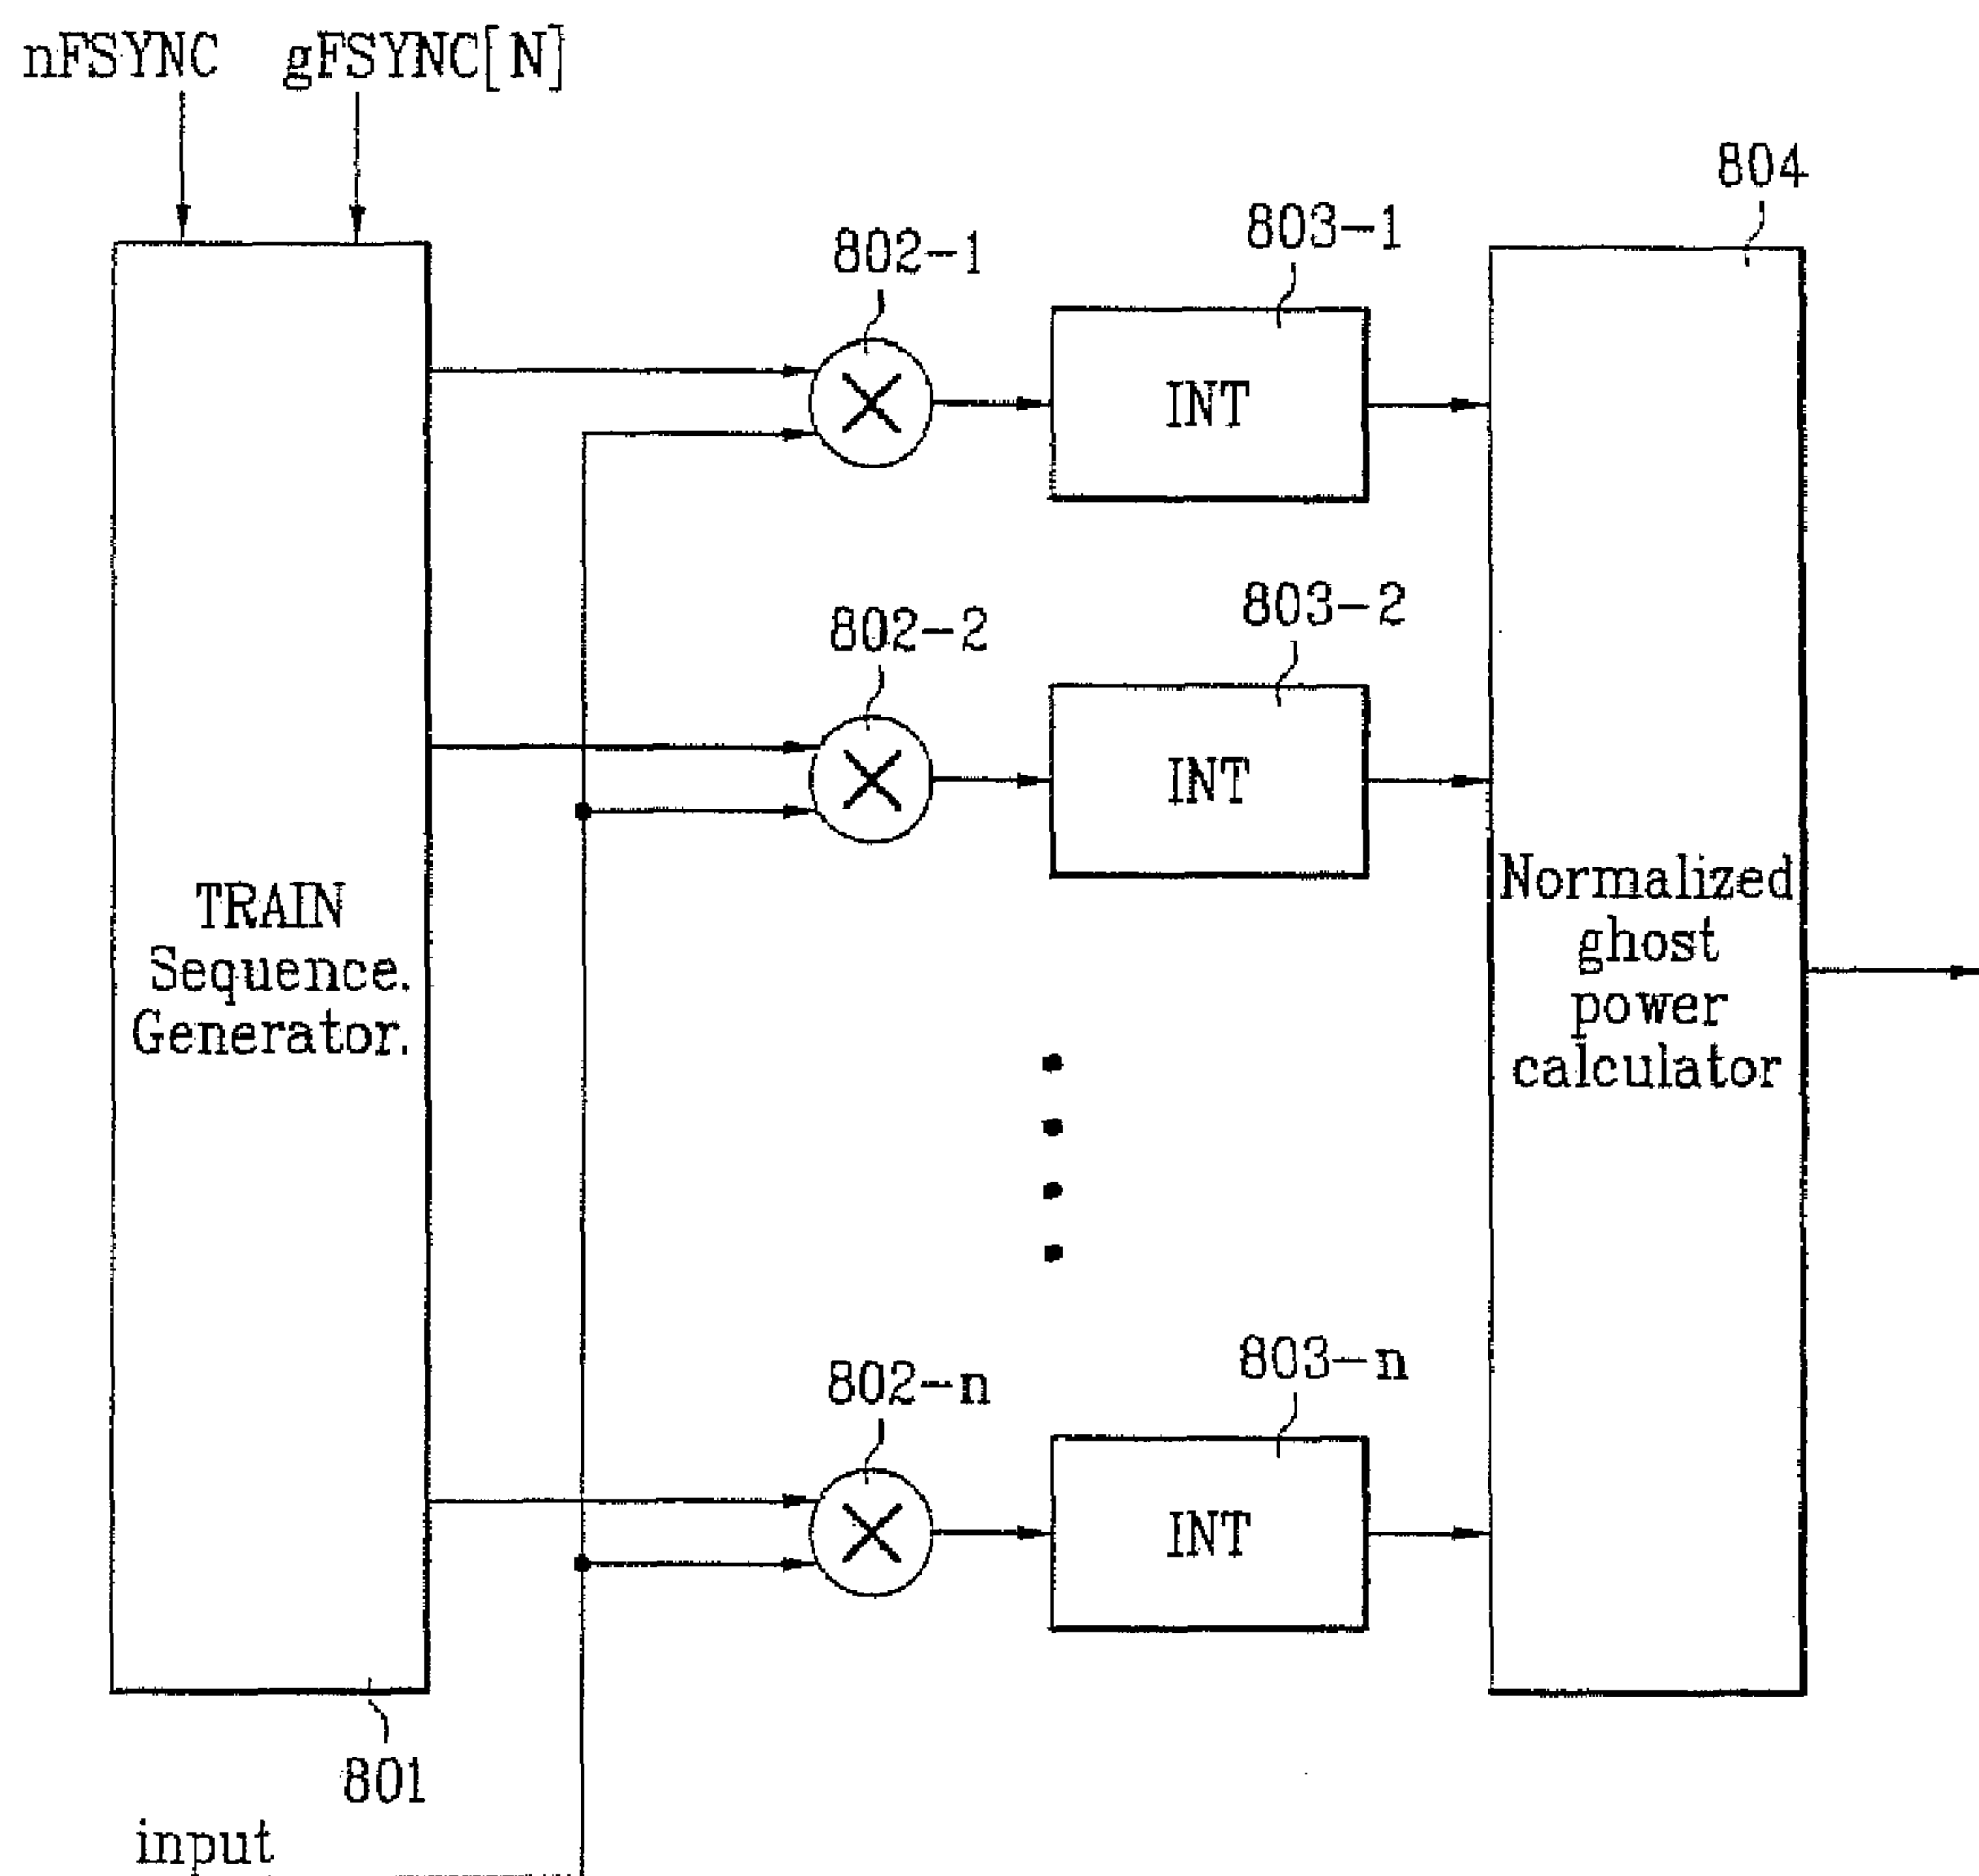 nFSYNC gFSYNC[N]
804
803-1
802-1
INT
803-2
802-2
INT
TRAIN
Sequence.
Generator.
Normalized
ghost
power
calculator
803-n
802-n
INT
801
input